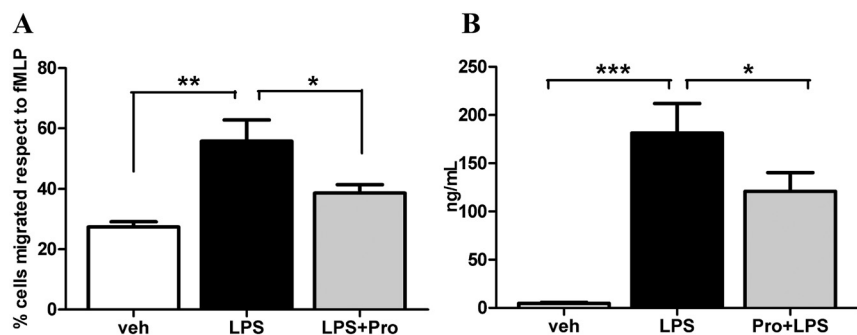 A
% cells migrated respect to fMLP
80
60
40
20
0
**
*
veh
LPS
LPS+Pro
B
ng/mL
250
200
150
100
50
0
***
*
veh
LPS
Pro+LPS